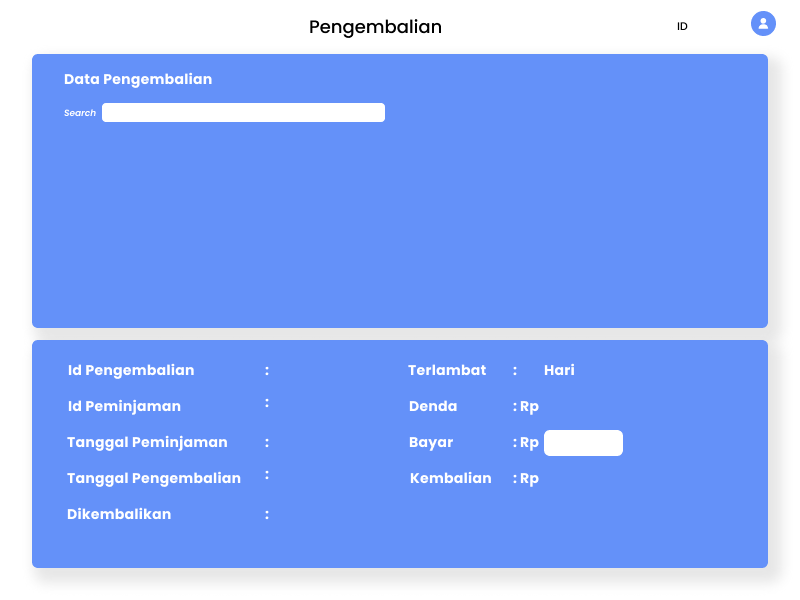 Pengembalian
ID
Data Pengembalian
Search
Id Pengembalian :
Id Peminjaman :
Tanggal Peminjaman :
Tanggal Pengembalian :
Dikembalikan :
Terlambat : Hari
Denda : Rp
Bayar : Rp
Kembalian : Rp